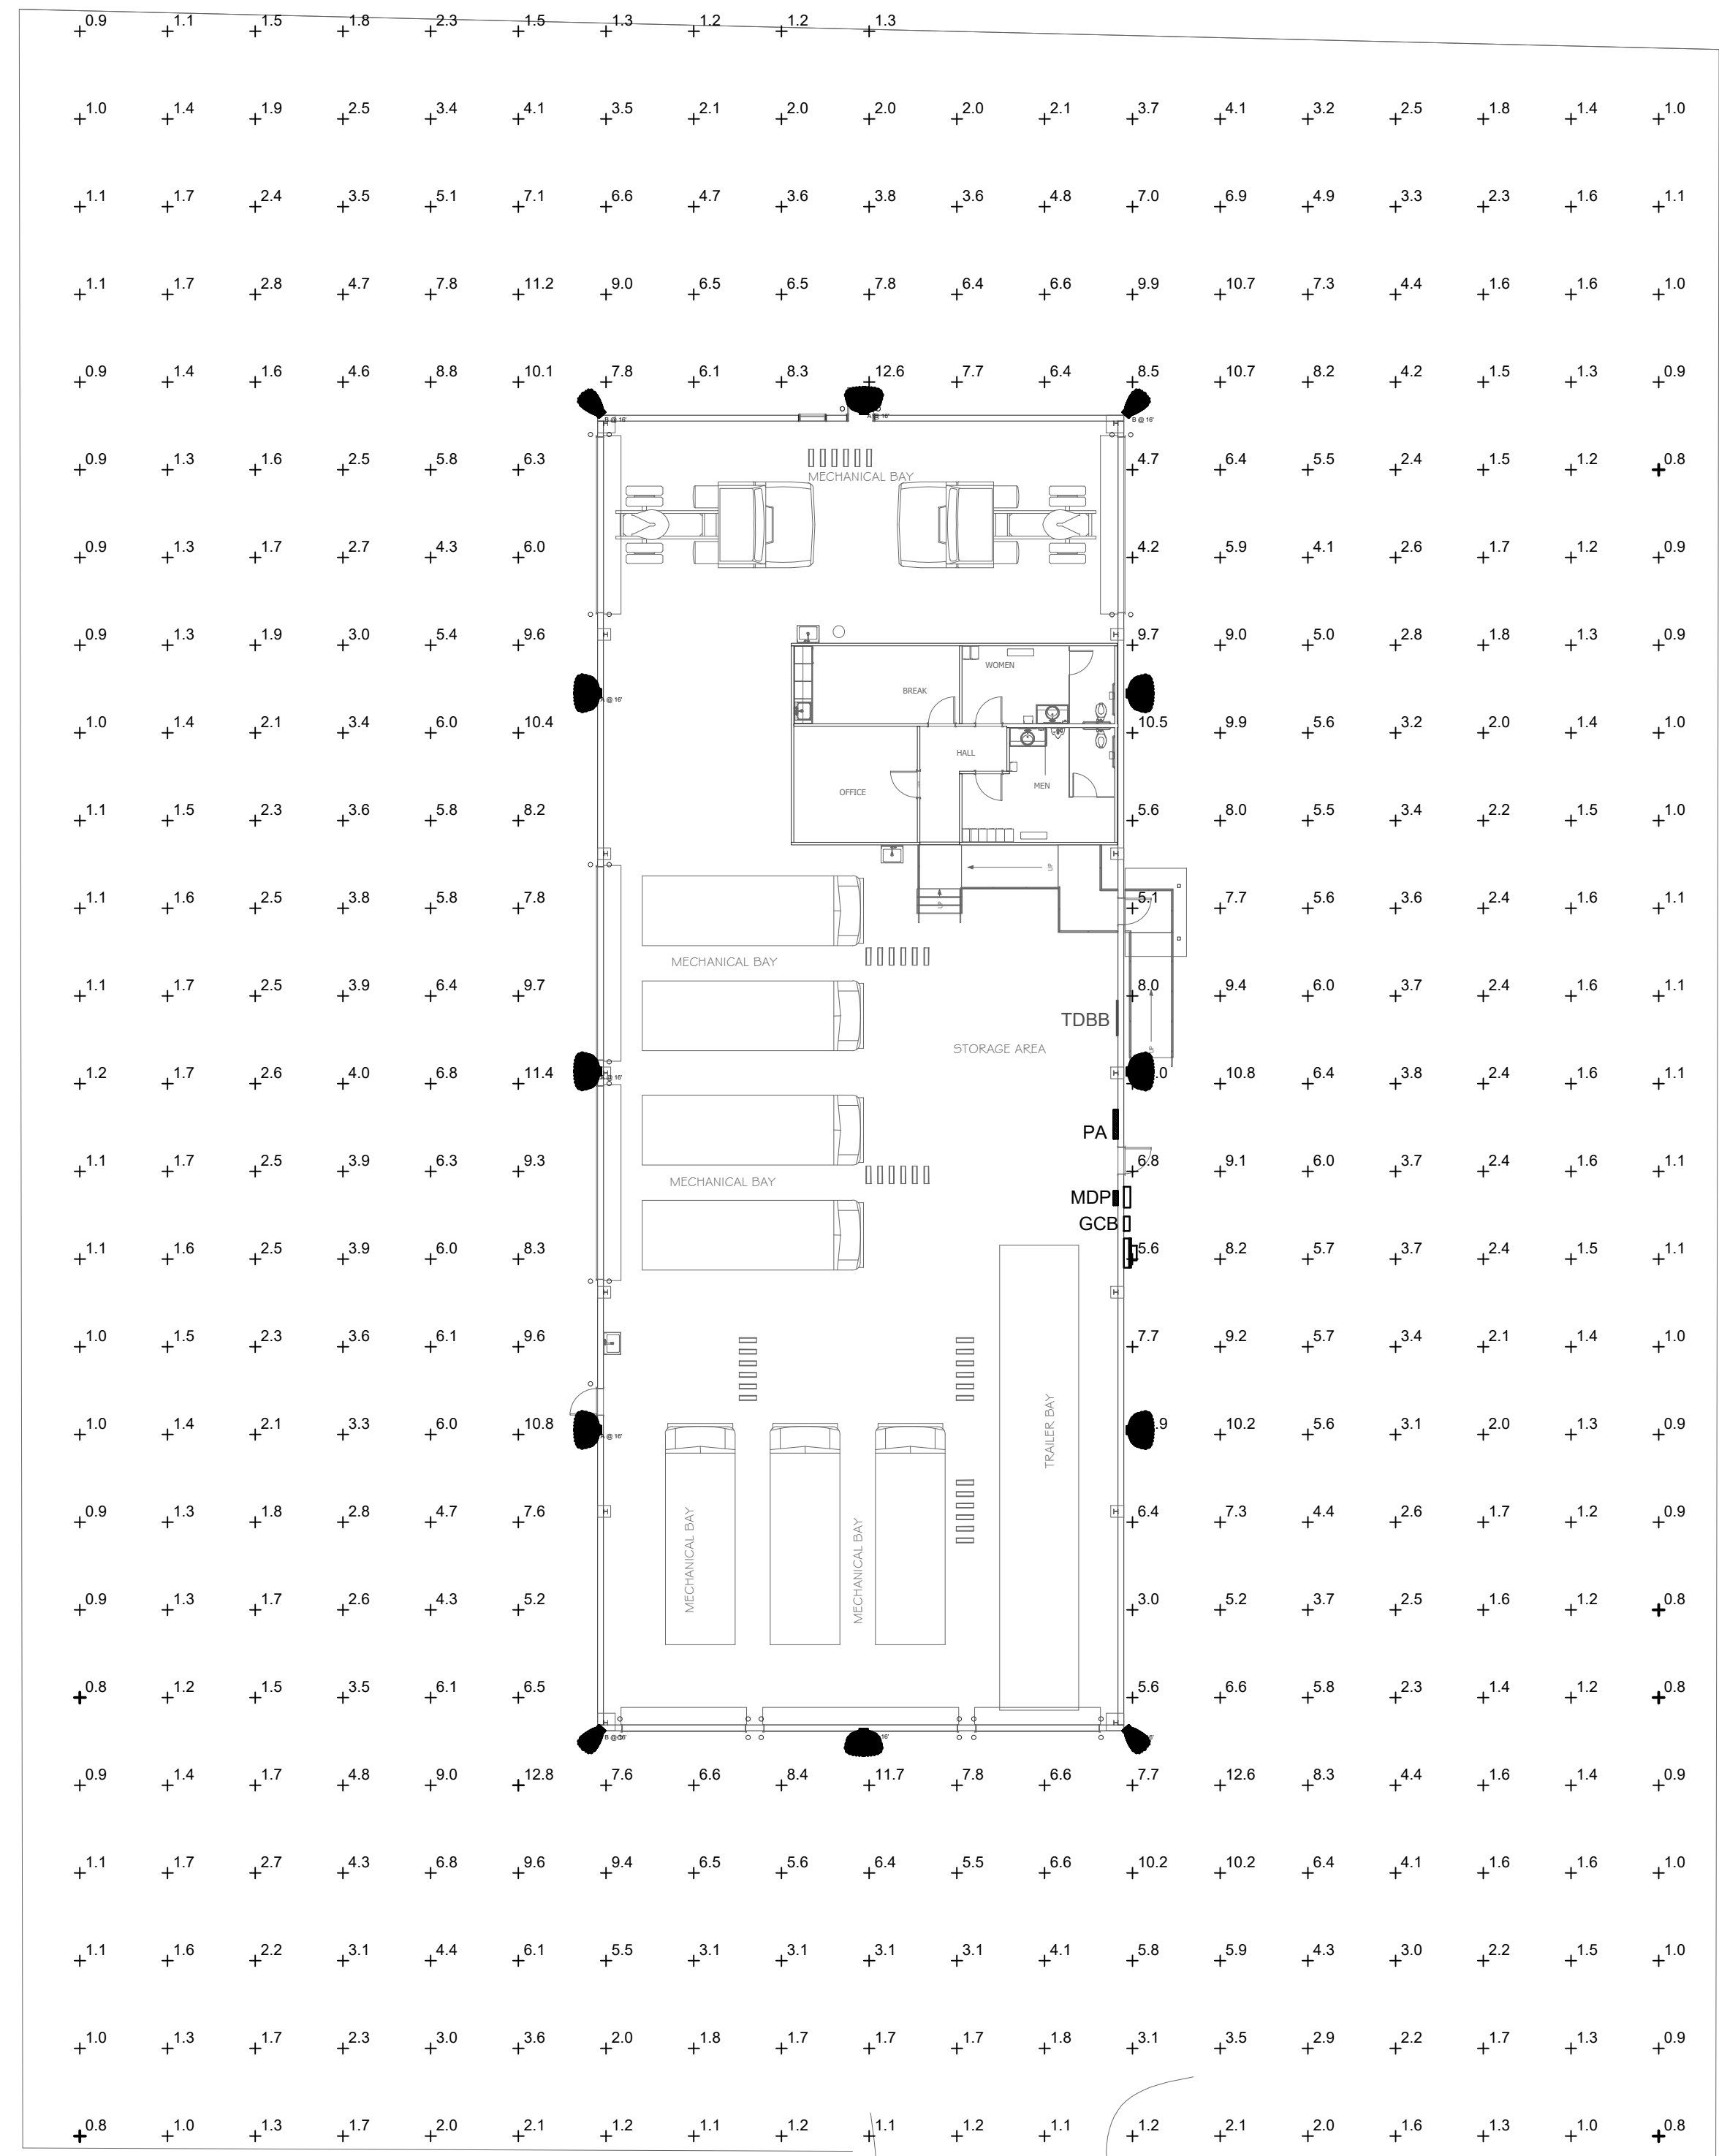 0.9 1.1 1.5 1.8 2.3 1.5 1.3 1.2 1.2 1.3
1.0 1.4 1.9 2.5 3.4 4.1 3.5 2.1 2.0 2.0 2.0 2.1 3.7 4.1 3.2 2.5 1.8 1.4 1.0
1.1 1.7 2.4 3.5 5.1 7.1 6.6 4.7 3.6 3.8 3.6 4.8 7.0 6.9 4.9 3.3 2.3 1.6 1.1
1.1 1.7 2.8 4.7 7.8 11.2 9.0 6.5 6.5 7.8 6.4 6.6 9.9 10.7 7.3 4.4 1.6 1.6 1.0
0.9 1.4 1.6 4.6 8.8 10.1 7.8 6.1 8.3 12.6 7.7 6.4 8.5 10.7 8.2 4.2 1.5 1.3 0.9
B @ 16' A @ 16' B @ 16'
0.9 1.3 1.6 2.5 5.8 6.3 4.7 6.4 5.5 2.4 1.5 1.2 0.8
MECHANICAL BAY
0.9 1.3 1.7 2.7 4.3 6.0 4.2 5.9 4.1 2.6 1.7 1.2 0.9
0.9 1.3 1.9 3.0 5.4 9.6 9.7 9.0 5.0 2.8 1.8 1.3 0.9
WOMEN
BREAK
A @ 16'
1.0 1.4 2.1 3.4 6.0 10.4 10.5 9.9 5.6 3.2 2.0 1.4 1.0
HALL
OFFICE MEN
1.1 1.5 2.3 3.6 5.8 8.2 5.6 8.0 5.5 3.4 2.2 1.5 1.0
UP
1.1 1.6 2.5 3.8 5.8 7.8 5.1 7.7 5.6 3.6 2.4 1.6 1.1
UP
MECHANICAL BAY
1.1 1.7 2.5 3.9 6.4 9.7 8.0 9.4 6.0 3.7 2.4 1.6 1.1
TDBB
STORAGE AREA UP
1.2 1.7 2.6 4.0 6.8 11.4 .0 10.8 6.4 3.8 2.4 1.6 1.1
PA
1.1 1.7 2.5 3.9 6.3 9.3 6.8 9.1 6.0 3.7 2.4 1.6 1.1
MECHANICAL BAY
MDP
GCB
1.1 1.6 2.5 3.9 6.0 8.3 5.6 8.2 5.7 3.7 2.4 1.5 1.1
1.0 1.5 2.3 3.6 6.1 9.6 7.7 9.2 5.7 3.4 2.1 1.4 1.0
TRAILER BAY
1.0 1.4 2.1 3.3 6.0 10.8 .9 10.2 5.6 3.1 2.0 1.3 0.9
A @ 16'
0.9 1.3 1.8 2.8 4.7 7.6 6.4 7.3 4.4 2.6 1.7 1.2 0.9
MECHANICAL BAY
MECHANICAL BAY
0.9 1.3 1.7 2.6 4.3 5.2 3.0 5.2 3.7 2.5 1.6 1.2 0.8
0.8 1.2 1.5 3.5 6.1 6.5 5.6 6.6 5.8 2.3 1.4 1.2 0.8
0.9 1.4 1.7 4.8 9.0 12.8 7.6 6.6 8.4 11.7 7.8 6.6 7.7 12.6 8.3 4.4 1.6 1.4 0.9
1.1 1.7 2.7 4.3 6.8 9.6 9.4 6.5 5.6 6.4 5.5 6.6 10.2 10.2 6.4 4.1 1.6 1.6 1.0
1.1 1.6 2.2 3.1 4.4 6.1 5.5 3.1 3.1 3.1 3.1 4.1 5.8 5.9 4.3 3.0 2.2 1.5 1.0
1.0 1.3 1.7 2.3 3.0 3.6 2.0 1.8 1.7 1.7 1.7 1.8 3.1 3.5 2.9 2.2 1.7 1.3 0.9
0.8 1.0 1.3 1.7 2.0 2.1 1.2 1.1 1.2 1.1 1.2 1.1 1.2 2.1 2.0 1.6 1.3 1.0 0.8